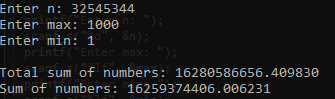 Enter n: 32545344
Enter max: 1000
Enter min: 1
Total sum of numbers: 16280586656.409830
Sum of numbers: 16259374406.006231